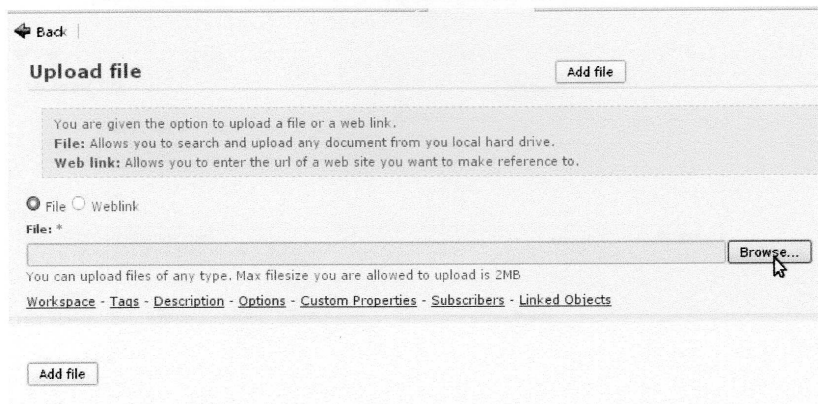 Back
Upload file
Add file
You are given the option to upload a file or a web link.
File: Allows you to search and upload any document from you local hard drive.
Web link: Allows you to enter the url of a web site you want to make reference to.
File Weblink
File: *
Browse...
You can upload files of any type. Max filesize you are allowed to upload is 2MB
Workspace - Tags - Description - Options - Custom Properties - Subscribers - Linked Objects
Add file